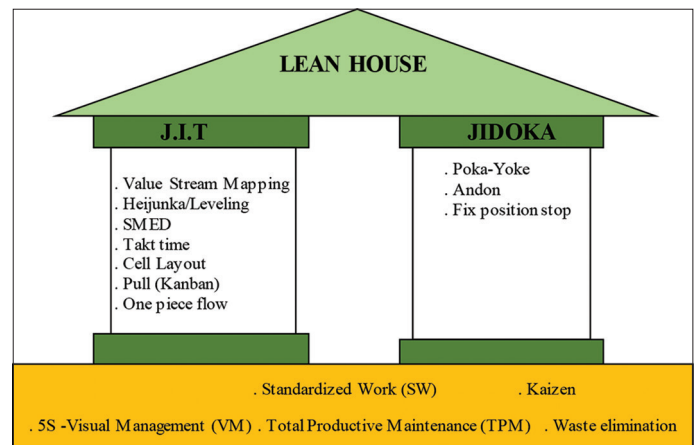 LEAN HOUSE
J.I.T
. Value Stream Mapping
. Heijunka/Leveling
. SMED
. Takt time
. Cell Layout
. Pull (Kanban)
. One piece flow
JIDOKA
. Poka-Yoke
. Andon
. Fix position stop
. Standardized Work (SW) . Kaizen
. 5S -Visual Management (VM) . Total Productive Maintenance (TPM) . Waste elimination